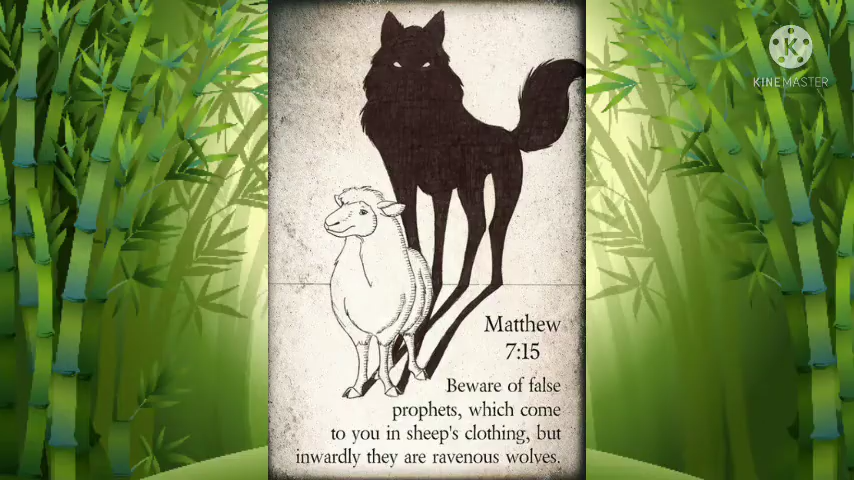 K
KINEMASTER
Matthew
7:15
Beware of false
prophets, which come
to you in sheep's clothing, but
inwardly they are ravenous wolves.